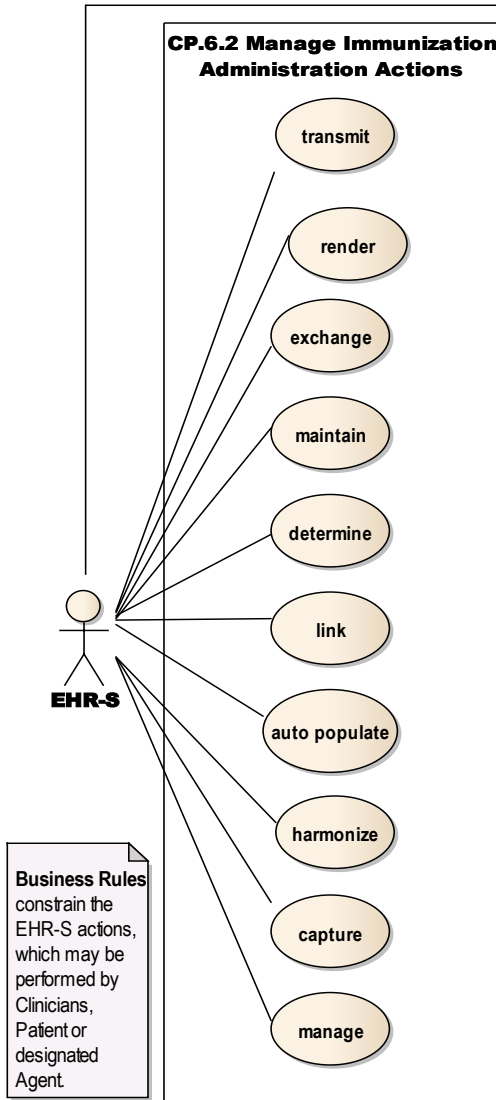 CP.6.2 Manage Immunization
Administration Actions
transmit
render
exchange
maintain
determine
link
EHR-S
auto populate
harmonize
Business Rules
constrain the
EHR-S actions,
which may be
performed by
Clinicians,
Patient or
designated
Agent.
capture
manage